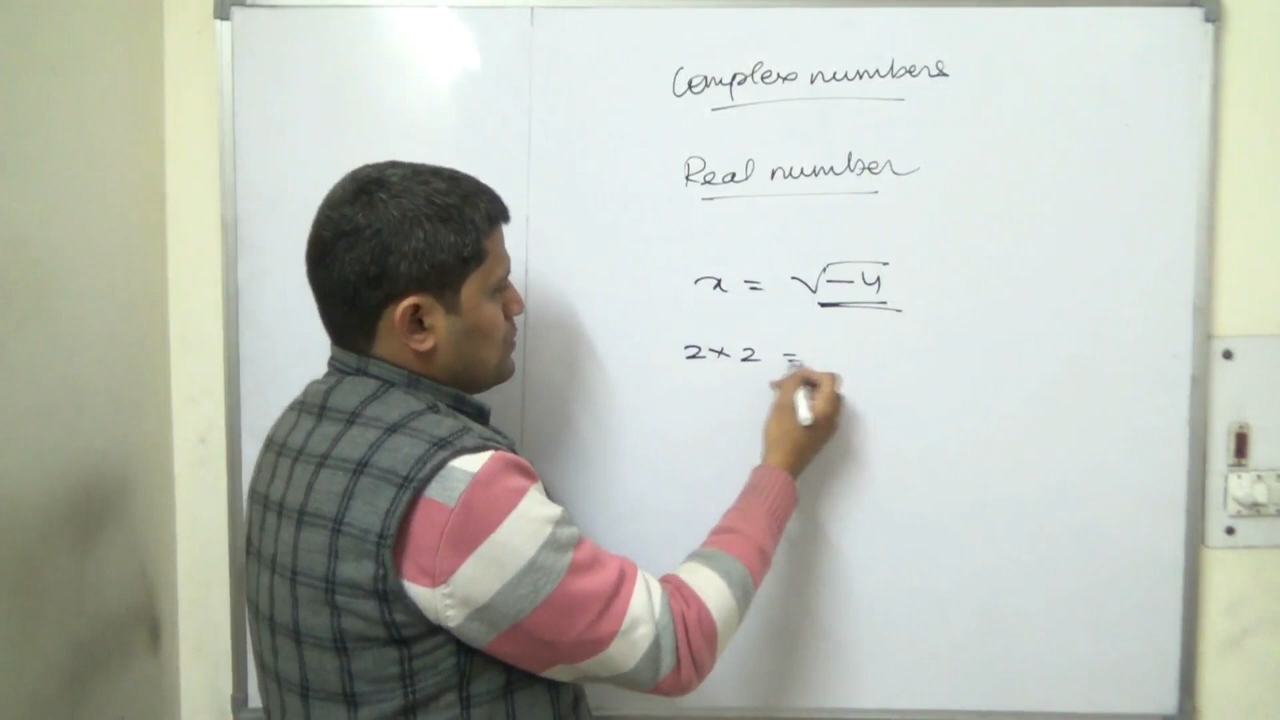 Complex numbers
Real number
x = √-4
2 × 2 =